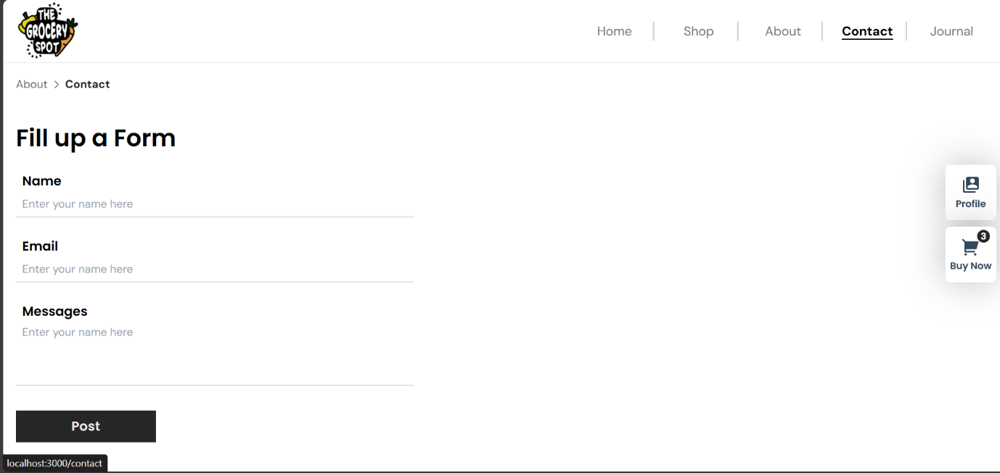 THE
GROCERY
SPOT
Home
Shop
About
Contact
Journal
About > Contact
Fill up a Form
Name
Enter your name here
Email
Enter your name here
Messages
Enter your name here
Post
Profile
3
Buy Now
localhost:3000/contact